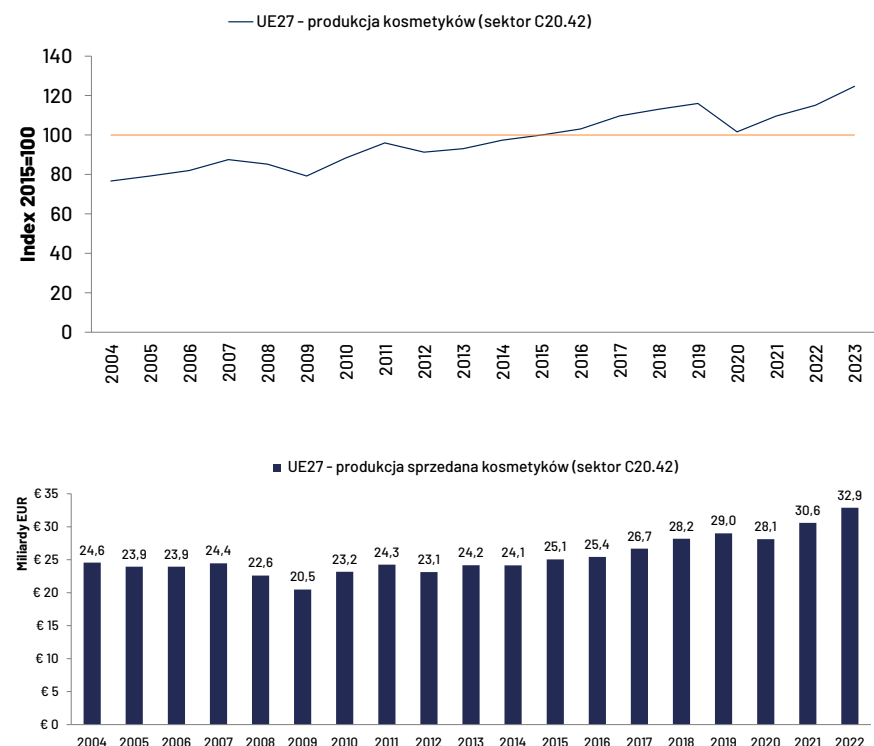 UE27 - produkcja kosmetyków (sektor C20.42)
Index 2015=100
140
120
100
80
60
40
20
0
2004 2005 2006 2007 2008 2009 2010 2011 2012 2013 2014 2015 2016 2017 2018 2019 2020 2021 2022 2023
UE27 - produkcja sprzedana kosmetyków (sektor C20.42)
Miliardy EUR
€ 35
€ 30
€ 25
€ 20
€ 15
€ 10
€ 5
€ 0
24,6 23,9 23,9 24,4 22,6 20,5 23,2 24,3 23,1 24,2 24,1 25,1 25,4 26,7 28,2 29,0 28,1 30,6 32,9
2004 2005 2006 2007 2008 2009 2010 2011 2012 2013 2014 2015 2016 2017 2018 2019 2020 2021 2022